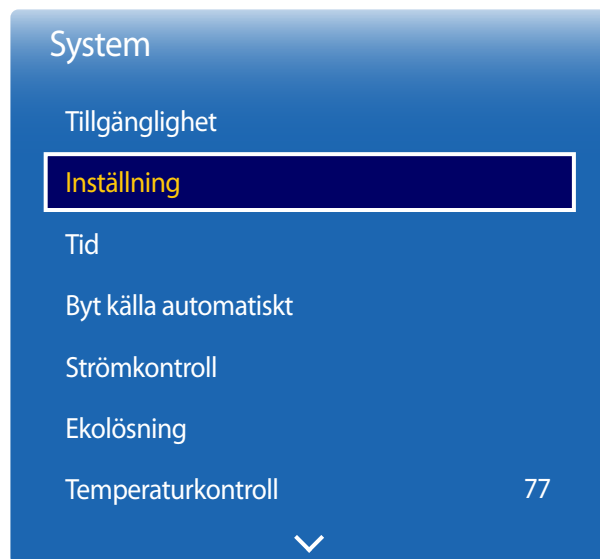 System
Tillgänglighet
Inställning
Tid
Byt källa automatiskt
Strömkontroll
Ekolösning
Temperaturkontroll 77